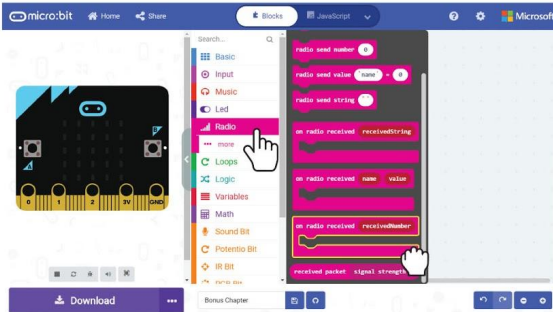 micro:bit
Home
Share
Blocks
JavaScript
Microsoft
Search...
Basic
Input
Music
Led
Radio
more
Loops
Logic
Variables
Math
Sound Bit
Potentio Bit
IR Bit
radio send number 0
radio send value "name" = 0
radio send string " "
on radio received receivedString
on radio received name value
on radio received receivedNumber
received packet signal strength
A
B
0 1 2 3V GND
Download
Bonus Chapter